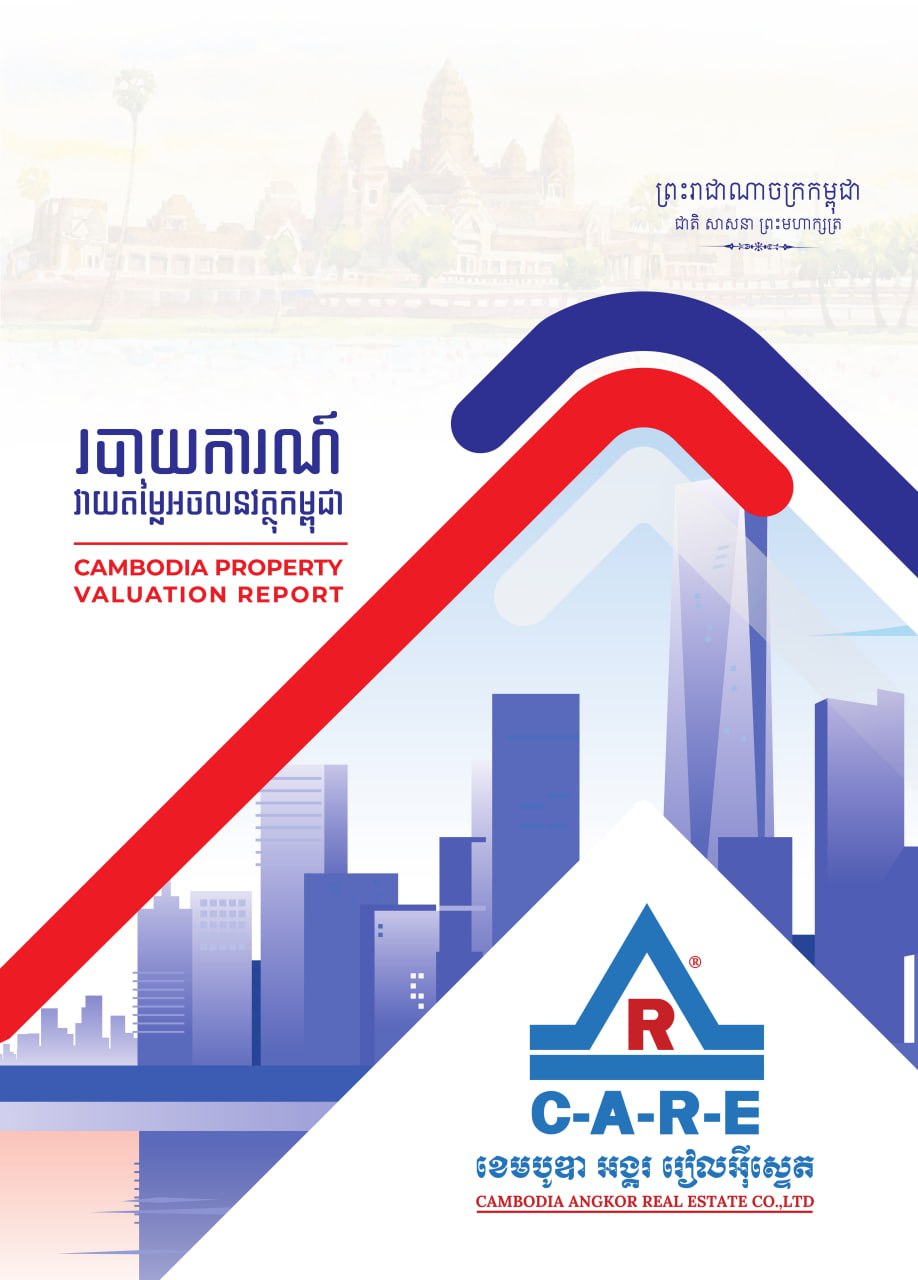 ព្រះរាជាណាចក្រកម្ពុជា
ជាតិ សាសនា ព្រះមហាក្សត្រ
របាយការណ៍
វាយតម្លៃអចលនវត្ថុកម្ពុជា
CAMBODIA PROPERTY
VALUATION REPORT
R ®
C-A-R-E
ខេមបូឌា អង្គរ រៀលអ៊ីស្ទេត
CAMBODIA ANGKOR REAL ESTATE CO.,LTD